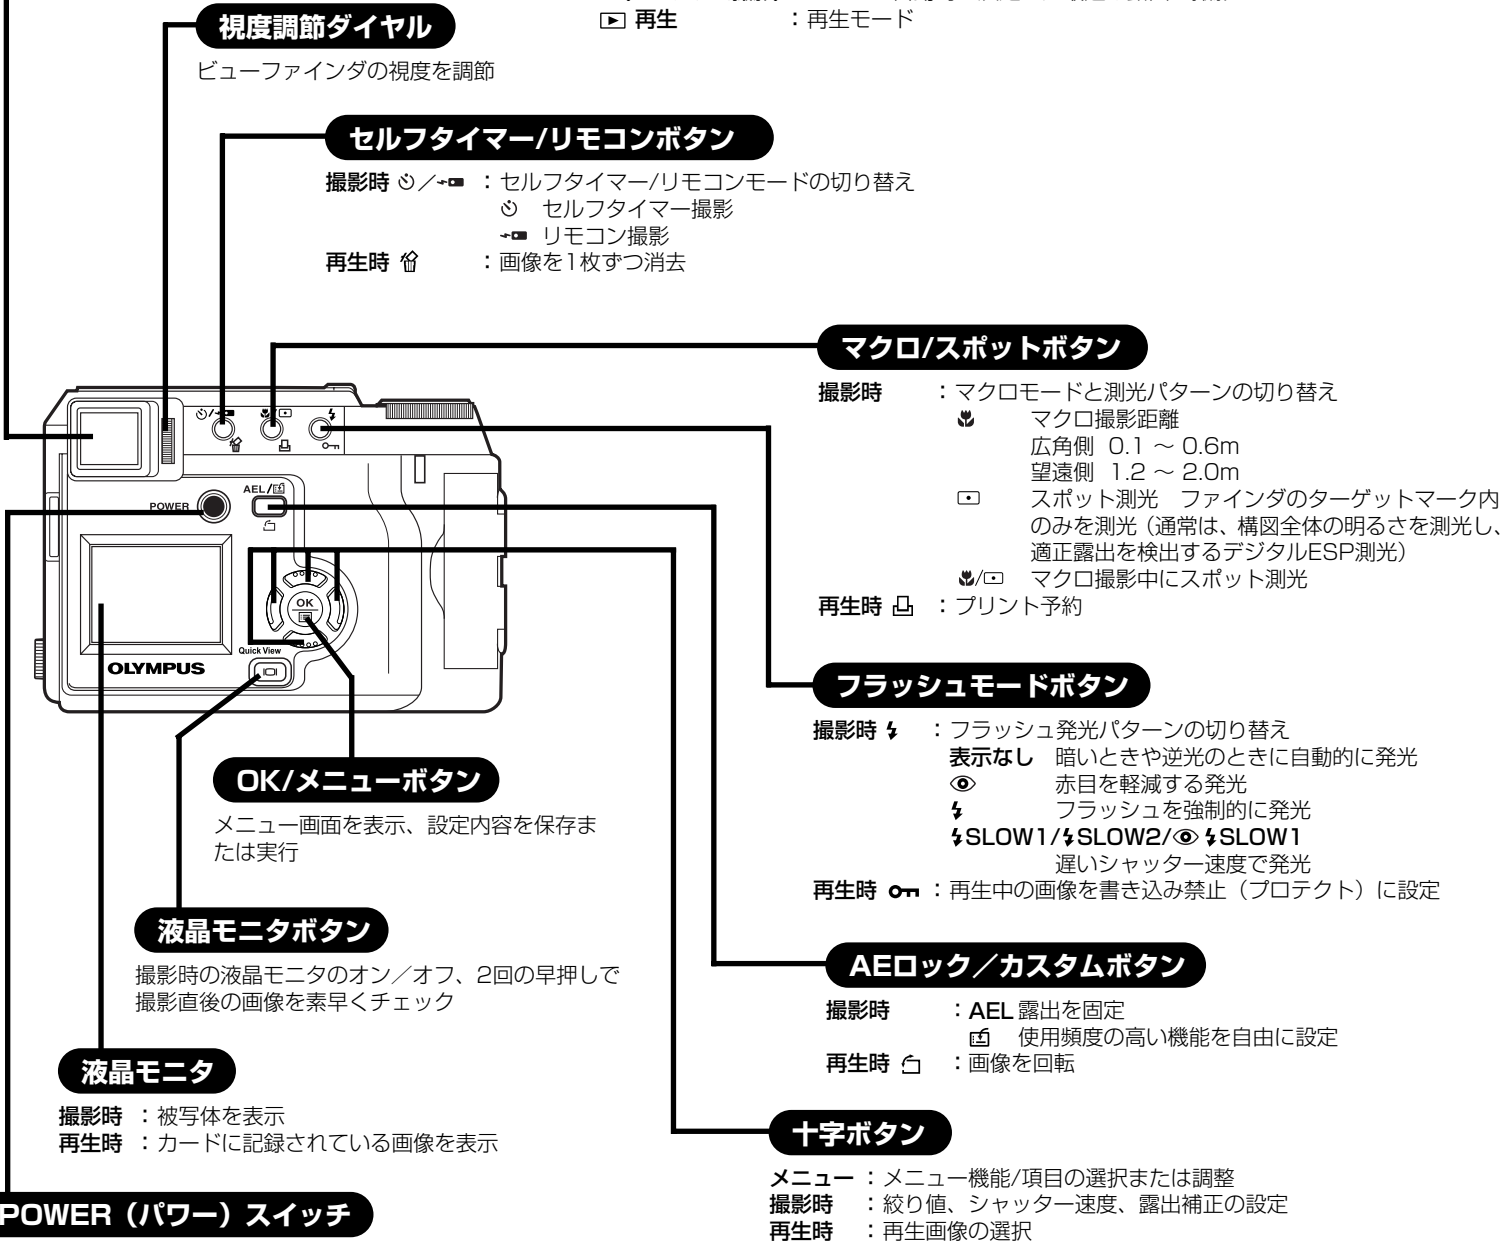 再生 ：再生モード
視度調節ダイヤル
ビューファインダの視度を調節
セルフタイマー/リモコンボタン
撮影時 ／ ：セルフタイマー/リモコンモードの切り替え
セルフタイマー撮影
リモコン撮影
再生時 ：画像を1枚ずつ消去
マクロ/スポットボタン
撮影時 ：マクロモードと測光パターンの切り替え
マクロ撮影距離
広角側 0.1 ～ 0.6m
望遠側 1.2 ～ 2.0m
スポット測光 ファインダのターゲットマーク内
のみを測光（通常は、構図全体の明るさを測光し、
適正露出を検出するデジタルESP測光）
/ マクロ撮影中にスポット測光
再生時 ：プリント予約
フラッシュモードボタン
撮影時 ：フラッシュ発光パターンの切り替え
表示なし 暗いときや逆光のときに自動的に発光
赤目を軽減する発光
フラッシュを強制的に発光
SLOW1/SLOW2/SLOW1
遅いシャッター速度で発光
再生時 ：再生中の画像を書き込み禁止（プロテクト）に設定
AEL/
POWER
OK
Quick View
OLYMPUS
OK/メニューボタン
メニュー画面を表示、設定内容を保存ま
たは実行
液晶モニタボタン
撮影時の液晶モニタのオン／オフ、2回の早押しで
撮影直後の画像を素早くチェック
AEロック／カスタムボタン
撮影時 ：AEL 露出を固定
使用頻度の高い機能を自由に設定
再生時 ：画像を回転
液晶モニタ
撮影時 ：被写体を表示
再生時 ：カードに記録されている画像を表示
十字ボタン
メニュー：メニュー機能/項目の選択または調整
撮影時 ：絞り値、シャッター速度、露出補正の設定
再生時 ：再生画像の選択
POWER（パワー）スイッチ